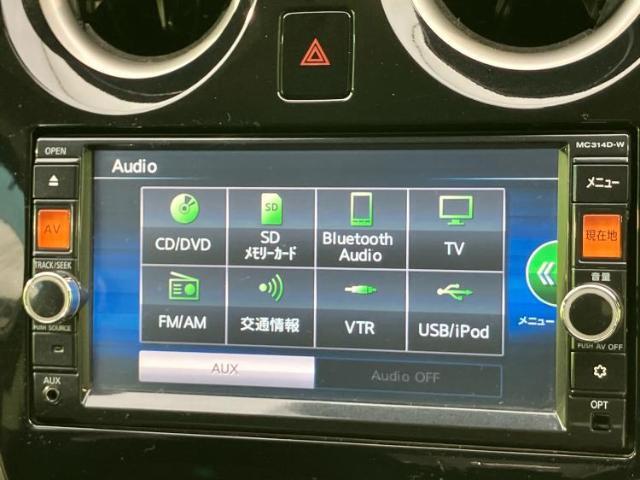 OPEN
MC314D-W
Audio
メニュー
AV
現在地
CD/DVD
SD
SD
メモリーカード
Bluetooth
Audio
TV
TRACK/SEEK
音量
FM/AM
交通情報
VTR
USB/iPod
メニュー
PUSH SOURCE
PUSH AV OFF
AUX
Audio OFF
AUX
OPT